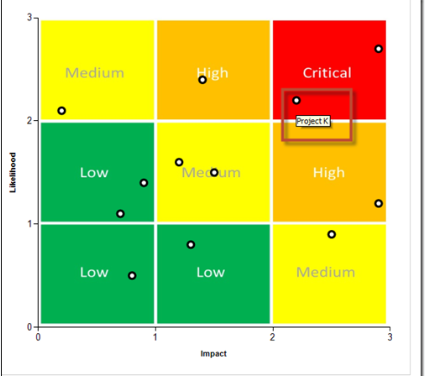 3
Medium
High
Critical
Project K
2
Low
Medium
High
Likelihood
1
Low
Low
Medium
0
0
1
2
3
Impact